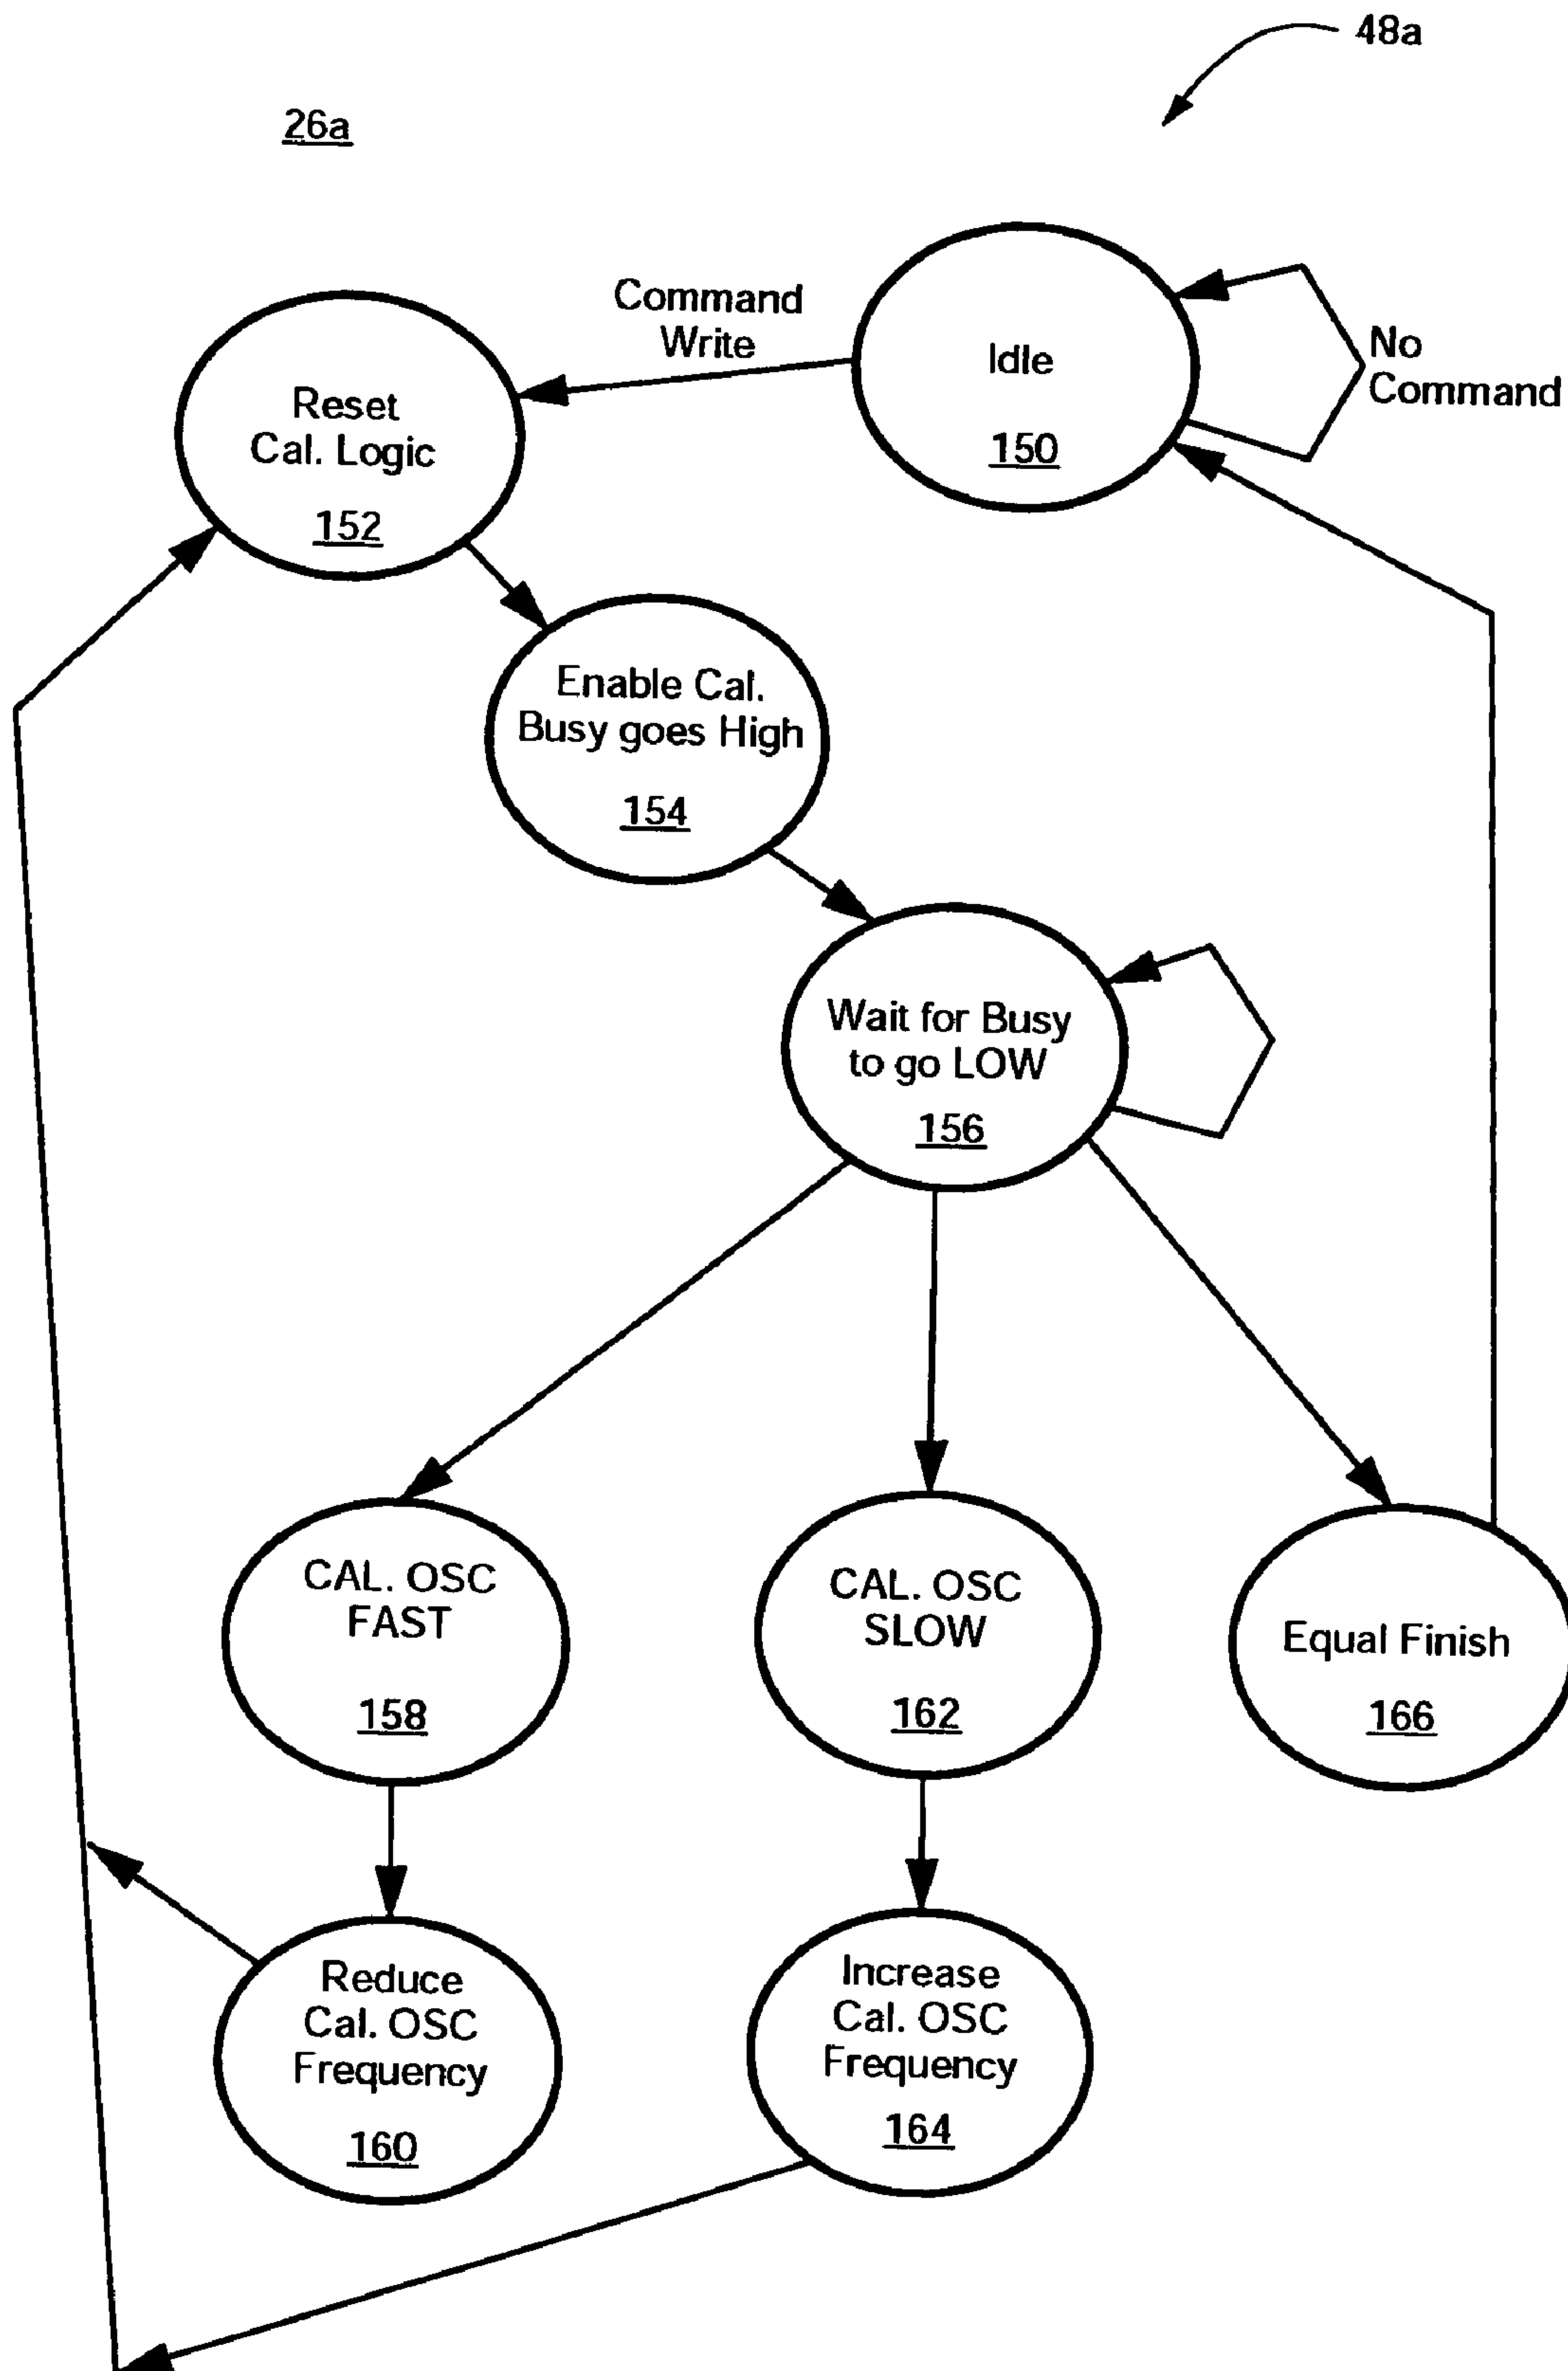 48a
26a
Command
Write
Idle
150
No
Command
Reset
Cal. Logic
152
Enable Cal.
Busy goes High
154
Wait for Busy
to go LOW
156
CAL. OSC
FAST
158
CAL. OSC
SLOW
162
Equal Finish
166
Reduce
Cal. OSC
Frequency
160
Increase
Cal. OSC
Frequency
164